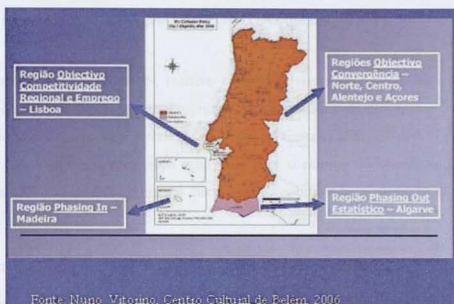 Região Objectivo
Competitividade
Regional e Emprego
– Lisboa
Regiões Objectivo
Convergência –
Norte, Centro,
Alentejo e Açores
Região Phasing In –
Madeira
Região Phasing Out
Estatístico – Algarve
Fonte: Nuno Vitorino, Centro Cultural de Belém, 2006